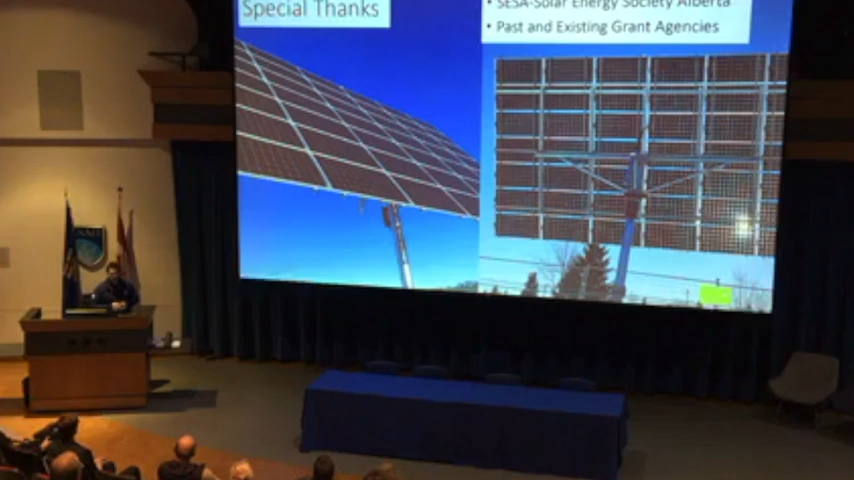 Special Thanks
• SESA-Solar Energy Society Alberta
• Past and Existing Grant Agencies